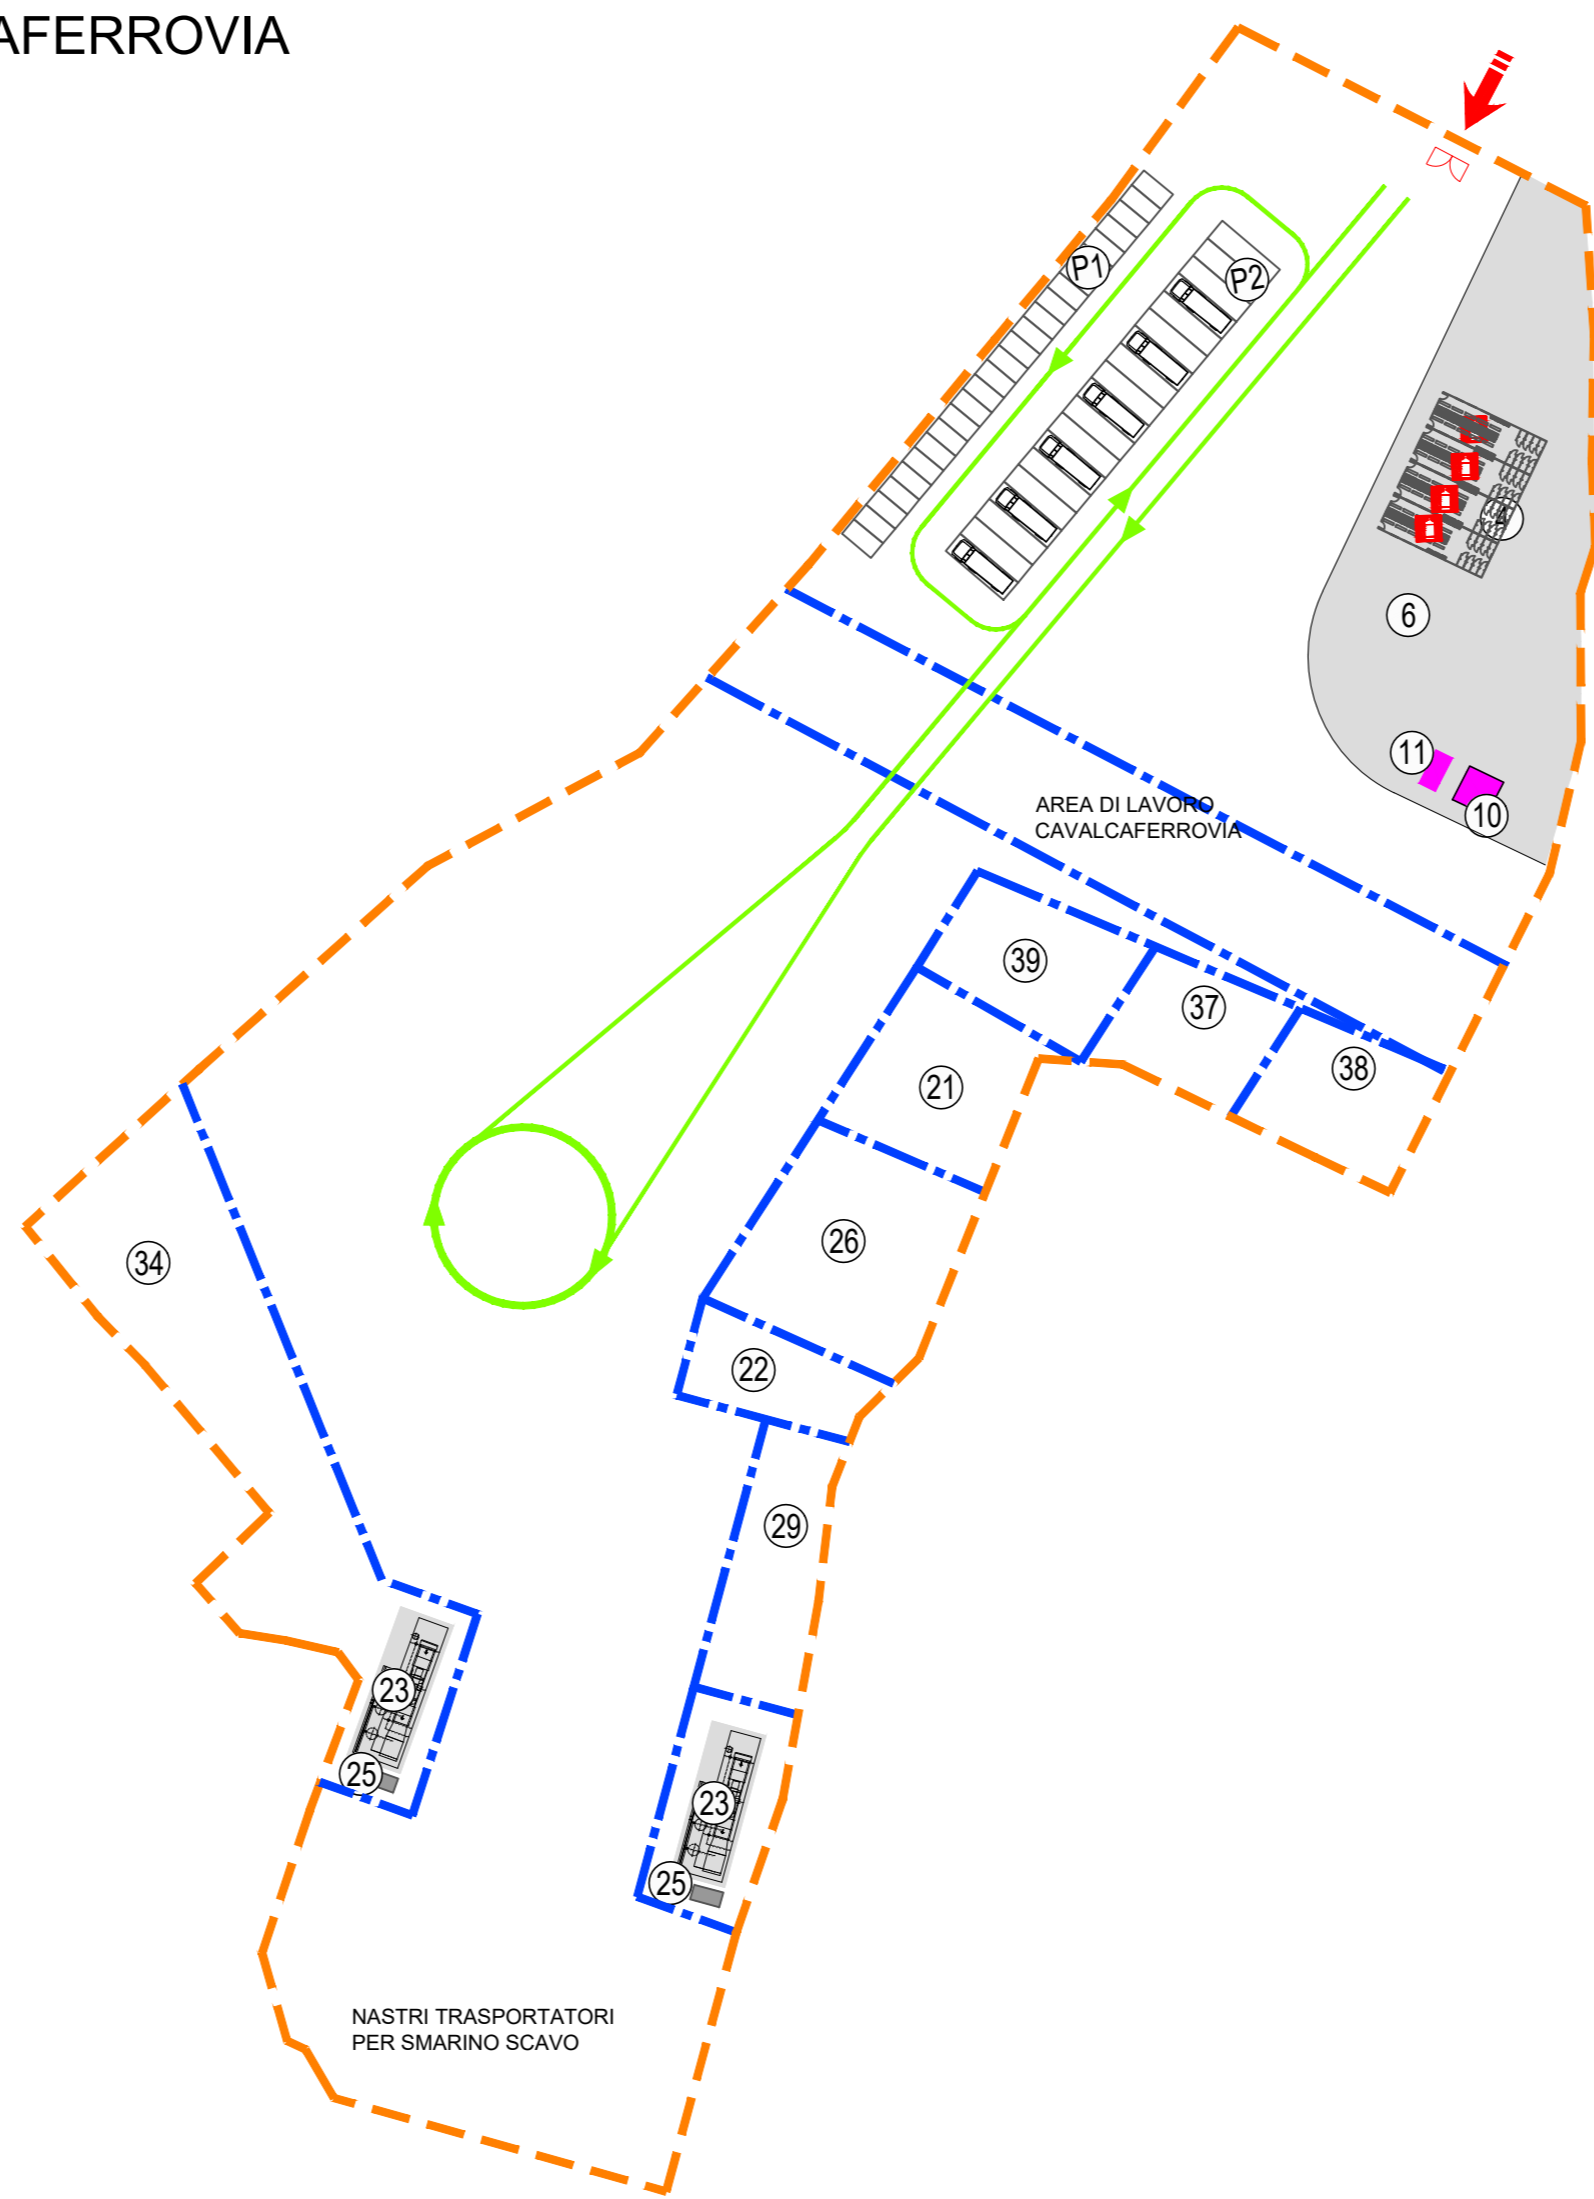 AFERROVIA
P1
P2
6
11
10
AREA DI LAVORO
CAVALCAFERROVIA
39
37
38
21
26
34
22
29
23
25
23
25
NASTRI TRASPORTATORI
PER SMARINO SCAVO